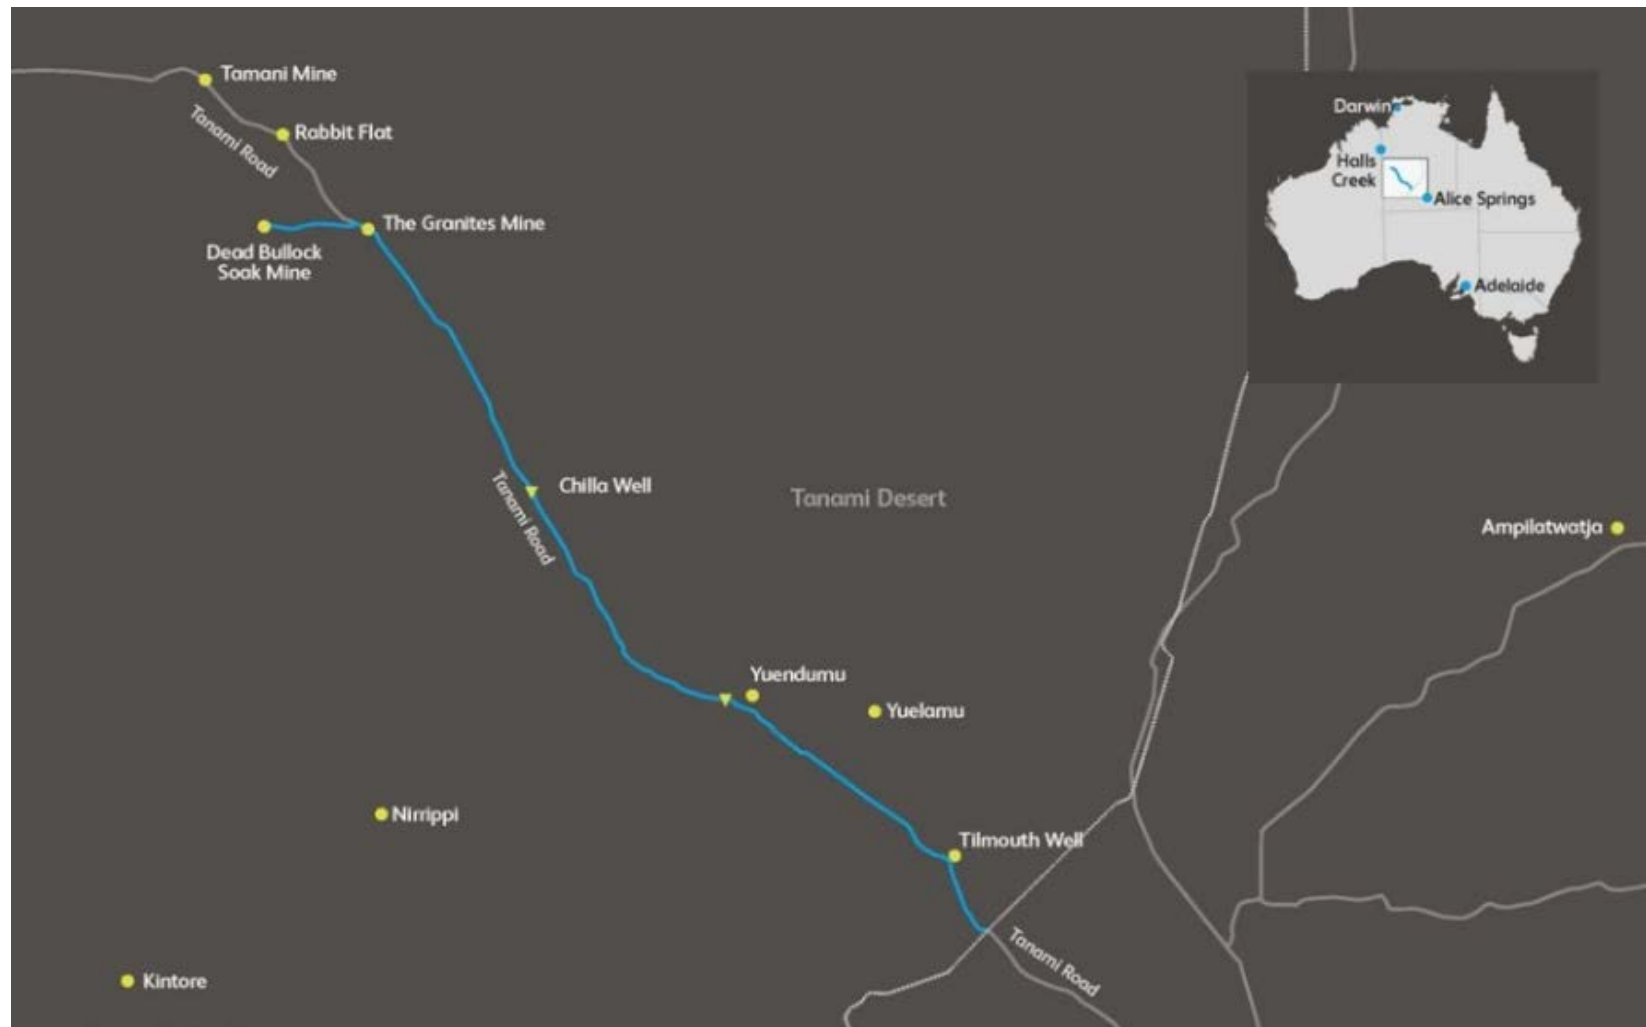 Tamani Mine
Rabbit Flat
Tanami Road
The Granites Mine
Dead Bullock
Soak Mine
Chilla Well
Tanami Road
Tanami Desert
Ampilatwatja
Yuendumu
Yuelamu
Nirrippi
Tilmouth Well
Tanami Road
Kintore
Darwin
Halls
Creek
Alice Springs
Adelaide